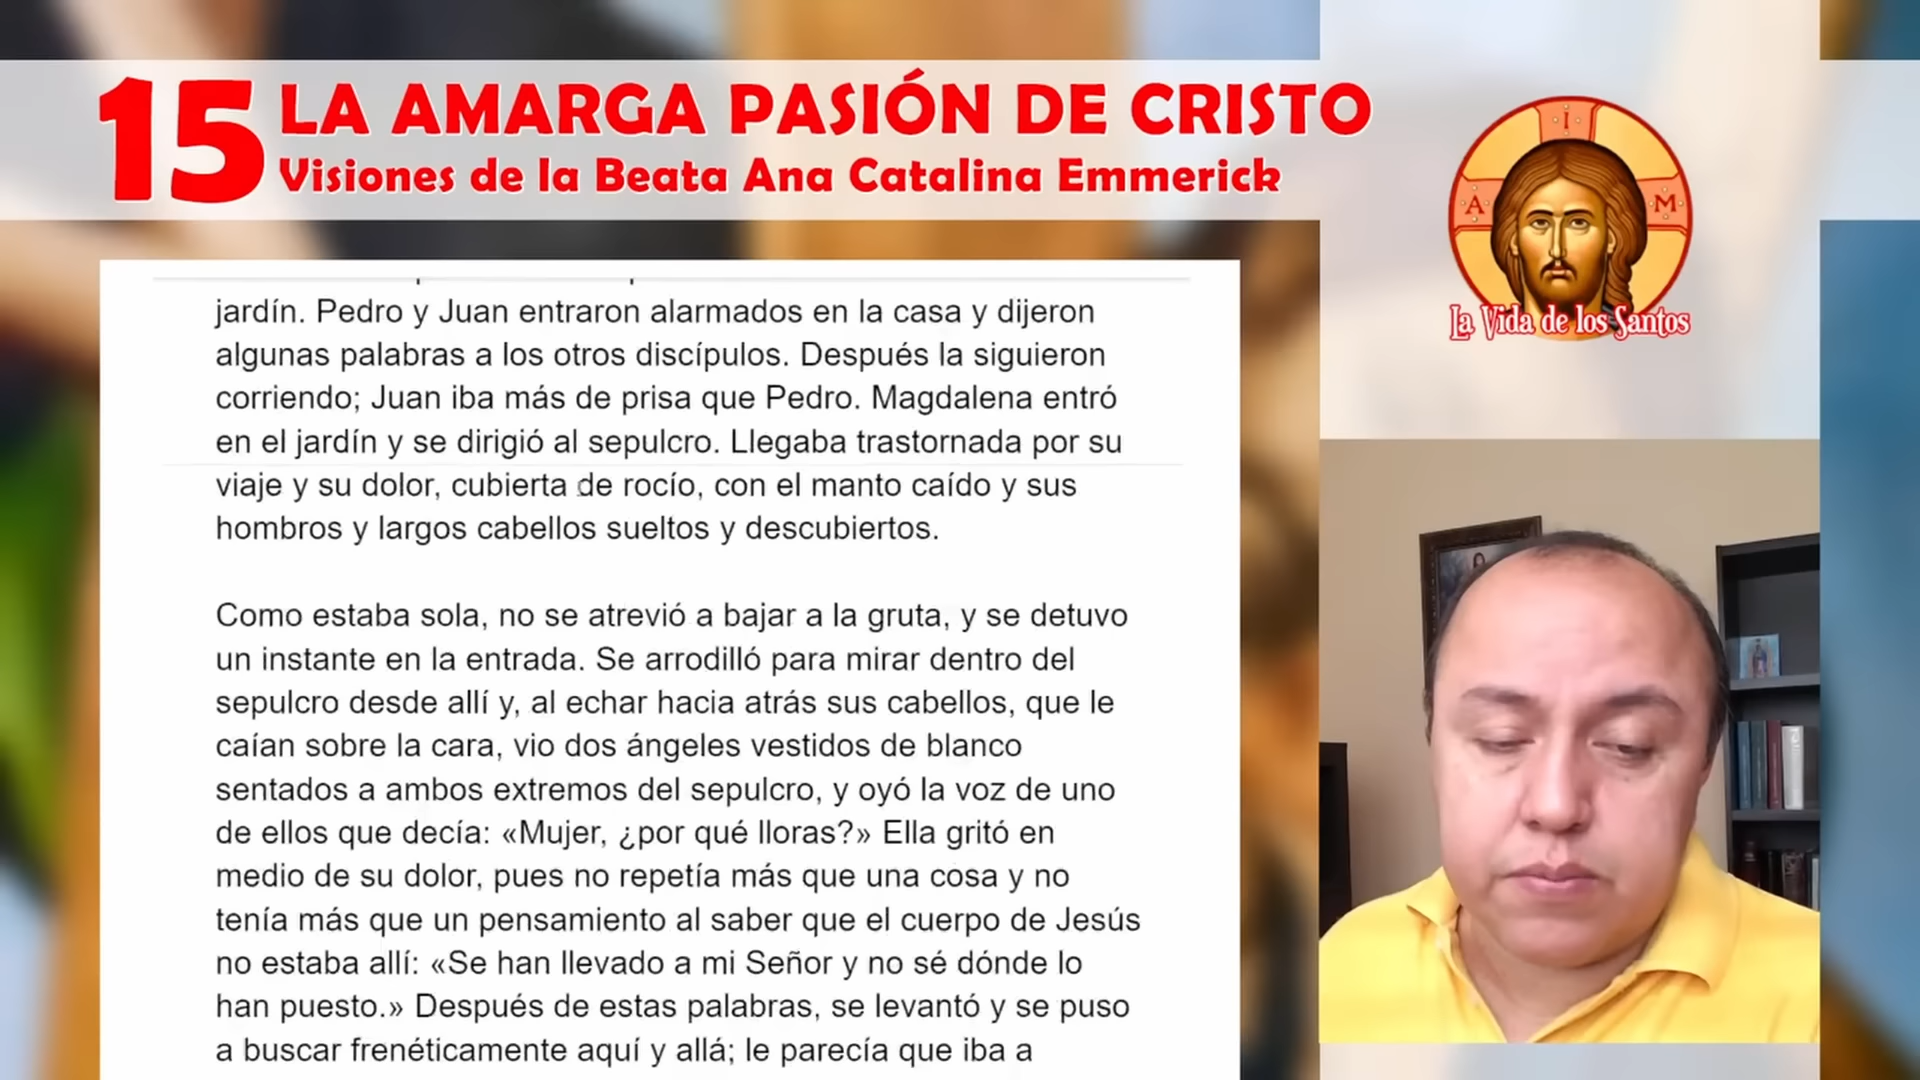 15 LA AMARGA PASIÓN DE CRISTO
Visiones de la Beata Ana Catalina Emmerick
I
A M
La Vida de los Santos
jardín. Pedro y Juan entraron alarmados en la casa y dijeron
algunas palabras a los otros discípulos. Después la siguieron
corriendo; Juan iba más de prisa que Pedro. Magdalena entró
en el jardín y se dirigió al sepulcro. Llegaba trastornada por su
viaje y su dolor, cubierta de rocío, con el manto caído y sus
hombros y largos cabellos sueltos y descubiertos.
Como estaba sola, no se atrevió a bajar a la gruta, y se detuvo
un instante en la entrada. Se arrodilló para mirar dentro del
sepulcro desde allí y, al echar hacia atrás sus cabellos, que le
caían sobre la cara, vio dos ángeles vestidos de blanco
sentados a ambos extremos del sepulcro, y oyó la voz de uno
de ellos que decía: «Mujer, ¿por qué lloras?» Ella gritó en
medio de su dolor, pues no repetía más que una cosa y no
tenía más que un pensamiento al saber que el cuerpo de Jesús
no estaba allí: «Se han llevado a mi Señor y no sé dónde lo
han puesto.» Después de estas palabras, se levantó y se puso
a buscar frenéticamente aquí y allá; le parecía que iba a